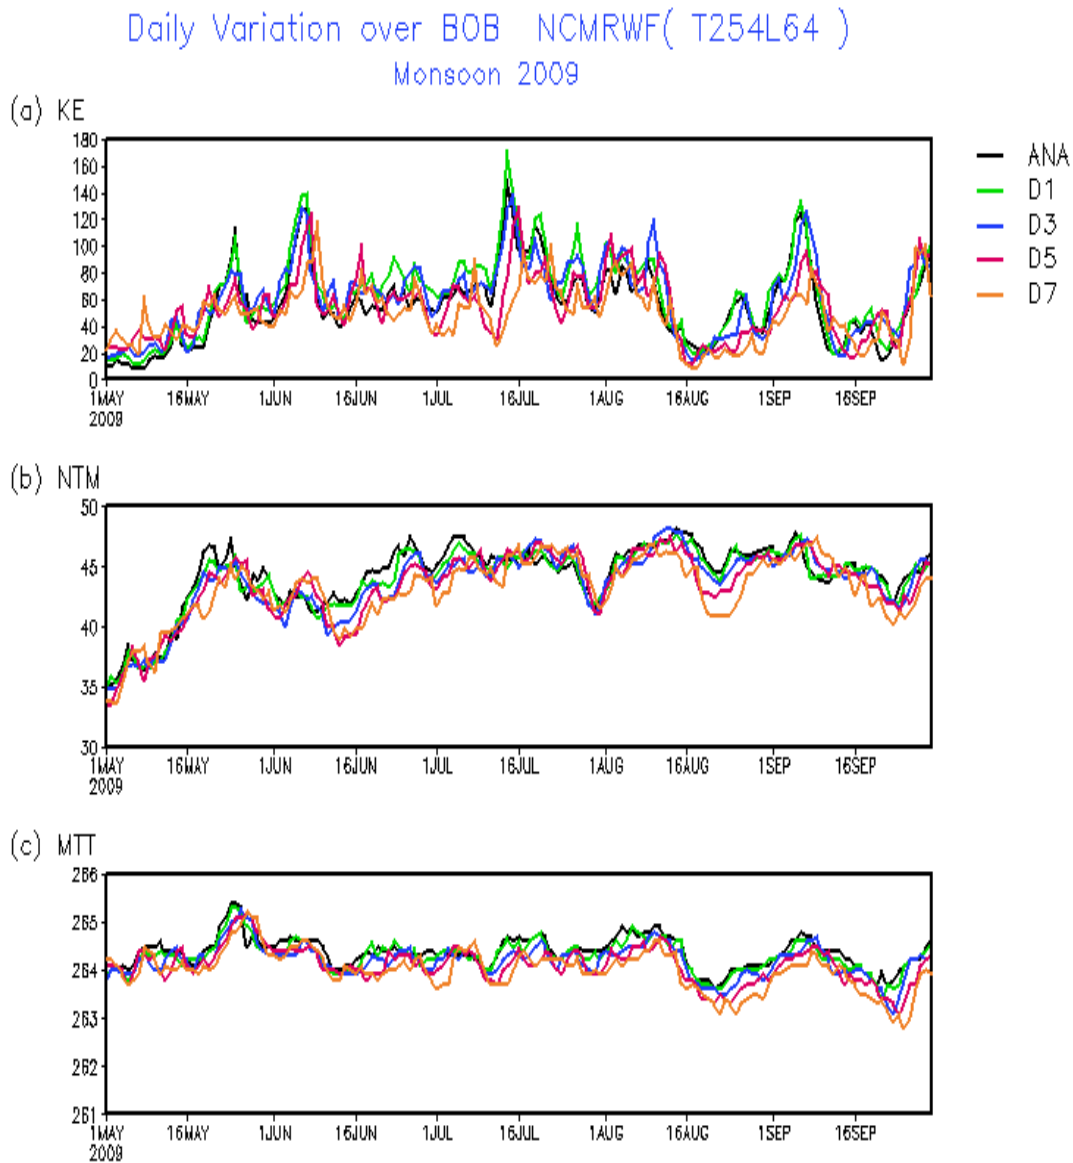 Daily Variation over BOB NCMRWF( T254L64 )
Monsoon 2009
(a) KE
180
160
140
120
100
80
60
40
20
0
1MAY 16MAY 1JUN 16JUN 1JUL 16JUL 1AUG 16AUG 1SEP 16SEP
2009
ANA
D1
D3
D5
D7
(b) NTM
50
45
40
35
30
1MAY 16MAY 1JUN 16JUN 1JUL 16JUL 1AUG 16AUG 1SEP 16SEP
2009
(c) MTT
266
265
264
263
262
261
1MAY 16MAY 1JUN 16JUN 1JUL 16JUL 1AUG 16AUG 1SEP 16SEP
2009